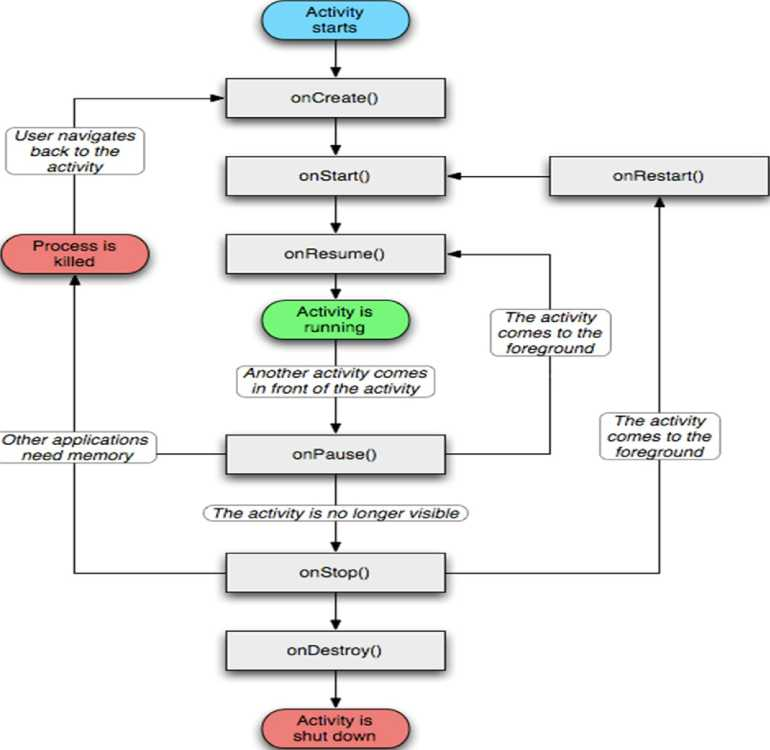 Activity
starts
onCreate()
User navigates
back to the
activity
onStart()
onRestart()
Process is
killed
onResume()
Activity is
running
The activity
comes to the
foreground
Another activity comes
in front of the activity
The activity
comes to the
foreground
Other applications
need memory
onPause()
The activity is no longer visible
onStop()
onDestroy()
Activity is
shut down